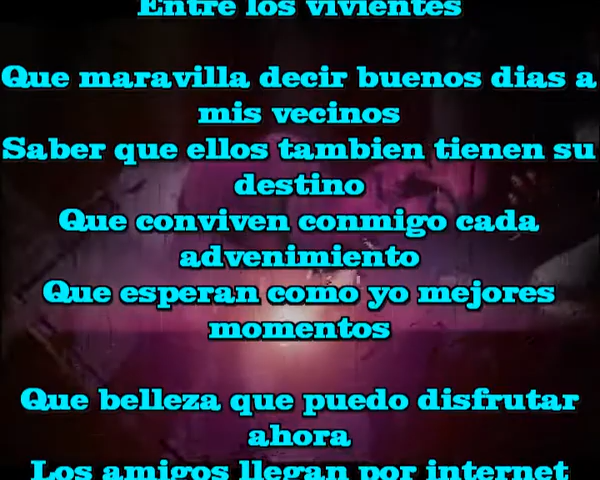 Entre los vivientes
Que maravilla decir buenos dias a
mis vecinos
Saber que ellos tambien tienen su
destino
Que conviven conmigo cada
advenimiento
Que esperan como yo mejores
momentos
Que belleza que puedo disfrutar
ahora
Los amigos llegan por internet